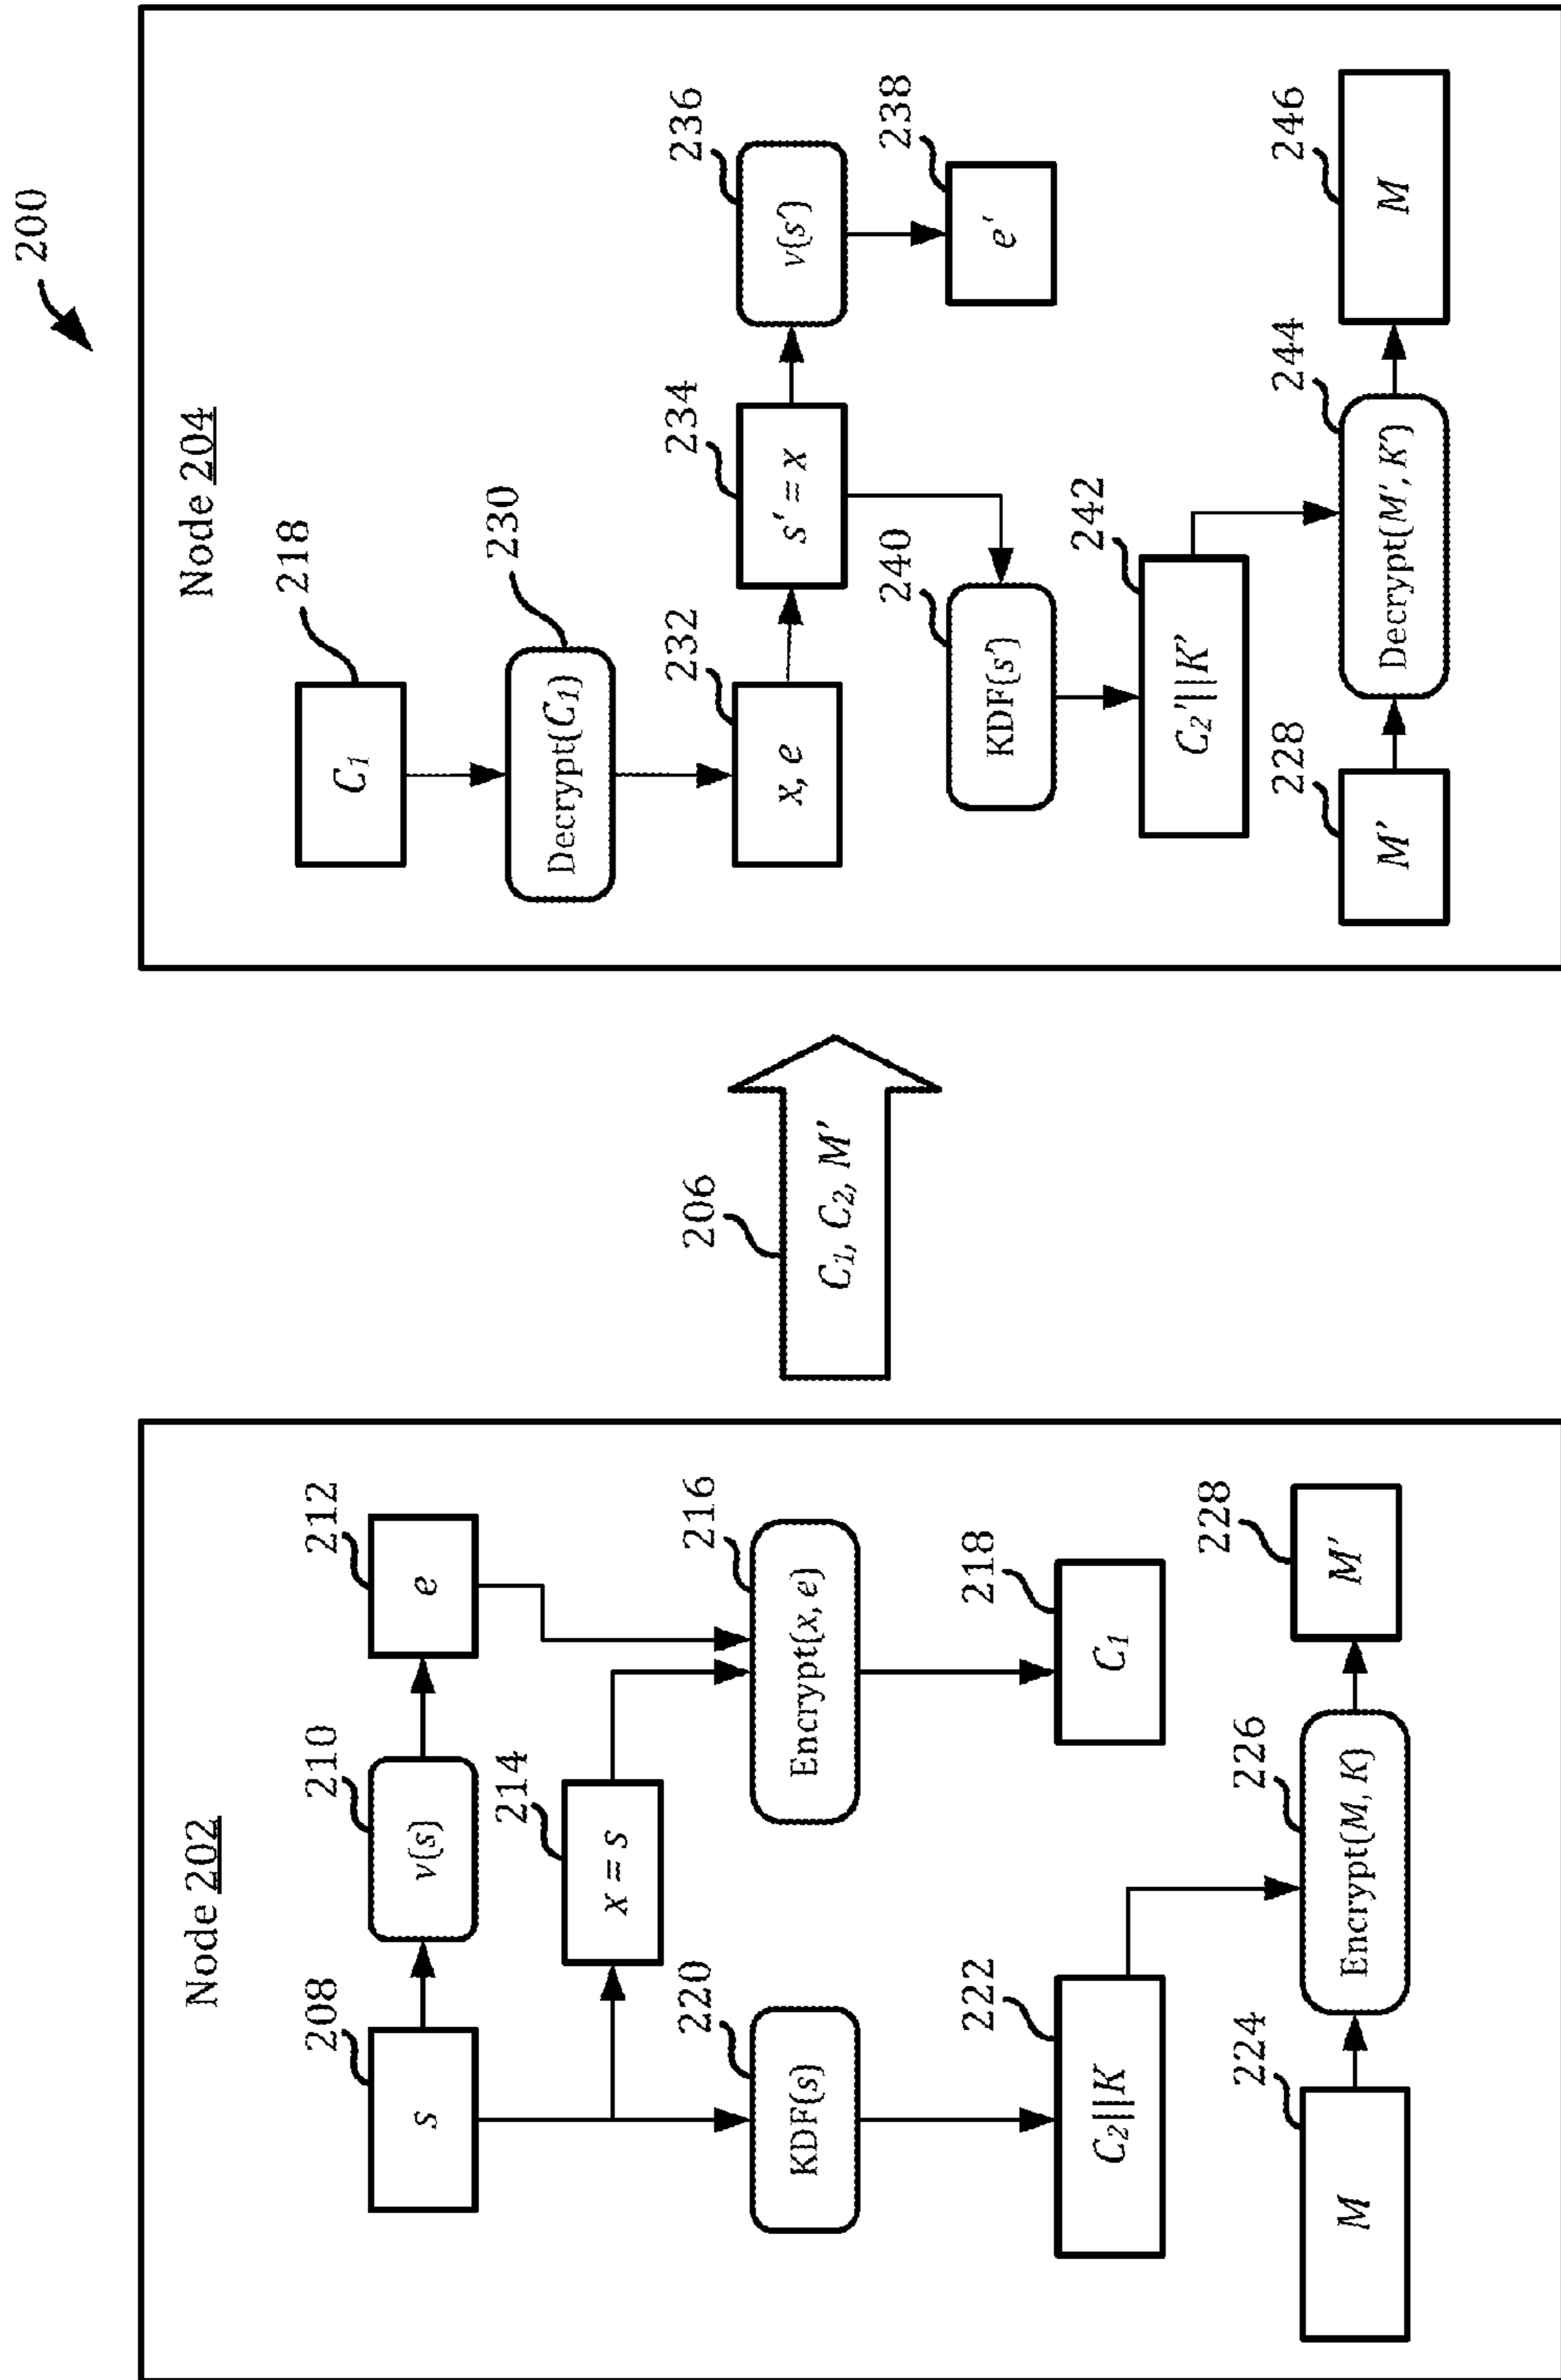 200
Node 202
208
s
210
v(s)
212
e
214
x = s
220
KDF(s)
216
Encrypt(x, e)
222
C₂||K
218
C₁
224
M
226
Encrypt(M, K)
228
M'
206
C₁, C₂, M'
Node 204
218
C₁
230
Decrypt(C₁)
232
x, e
234
s' = x
236
v(s')
238
e'
240
KDF(s')
242
C₂'||K'
228
M'
244
Decrypt(M', K')
246
M